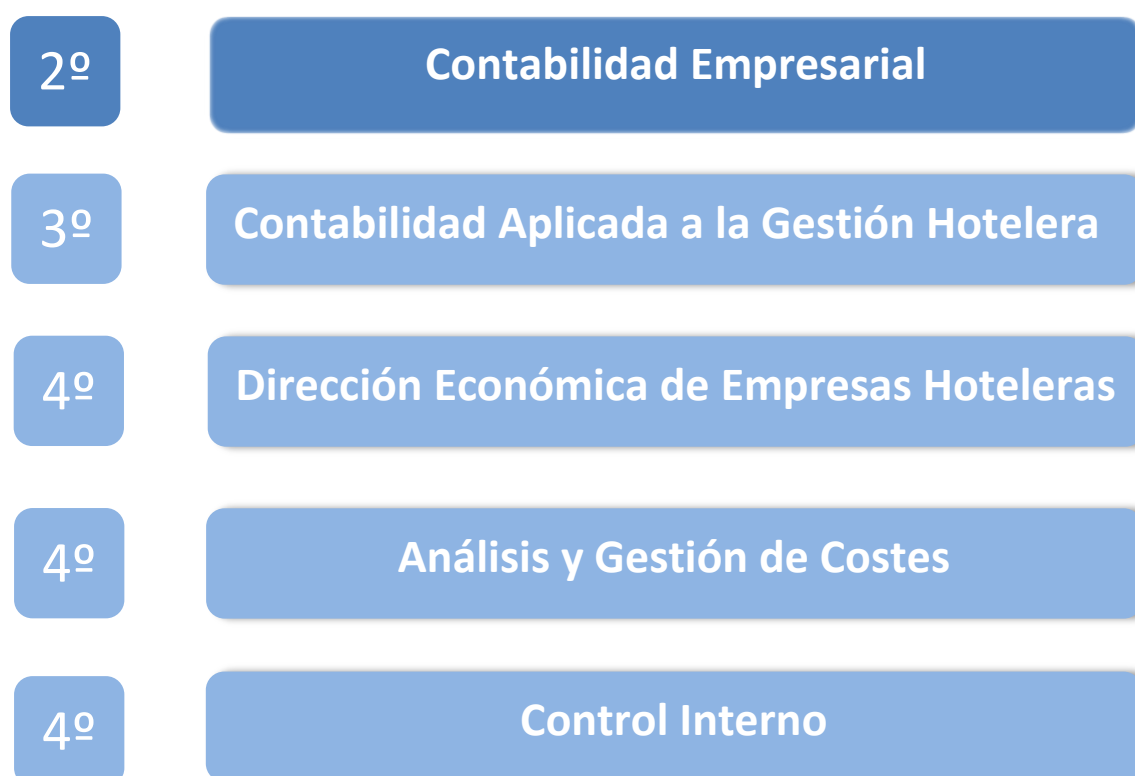 2º Contabilidad Empresarial
3º Contabilidad Aplicada a la Gestión Hotelera
4º Dirección Económica de Empresas Hoteleras
4º Análisis y Gestión de Costes
4º Control Interno